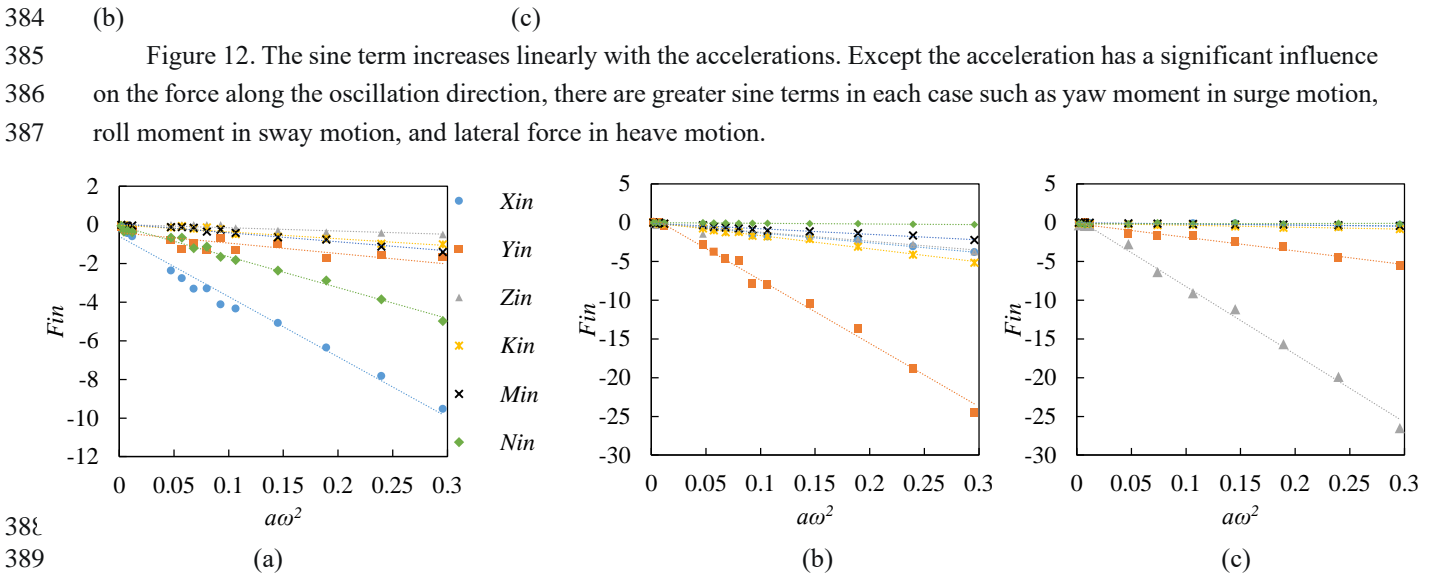 384 (b) (c)
385 Figure 12. The sine term increases linearly with the accelerations. Except the acceleration has a significant influence
386 on the force along the oscillation direction, there are greater sine terms in each case such as yaw moment in surge motion,
387 roll moment in sway motion, and lateral force in heave motion.
2
0
-2
-4
-6
-8
-10
-12
Fin
0 0.05 0.1 0.15 0.2 0.25 0.3
aω²
Xin
Yin
Zin
Kin
Min
Nin
5
0
-5
-10
-15
-20
-25
-30
Fin
0 0.05 0.1 0.15 0.2 0.25 0.3
aω²
5
0
-5
-10
-15
-20
-25
-30
Fin
0 0.05 0.1 0.15 0.2 0.25 0.3
aω²
389 (a) (b) (c)